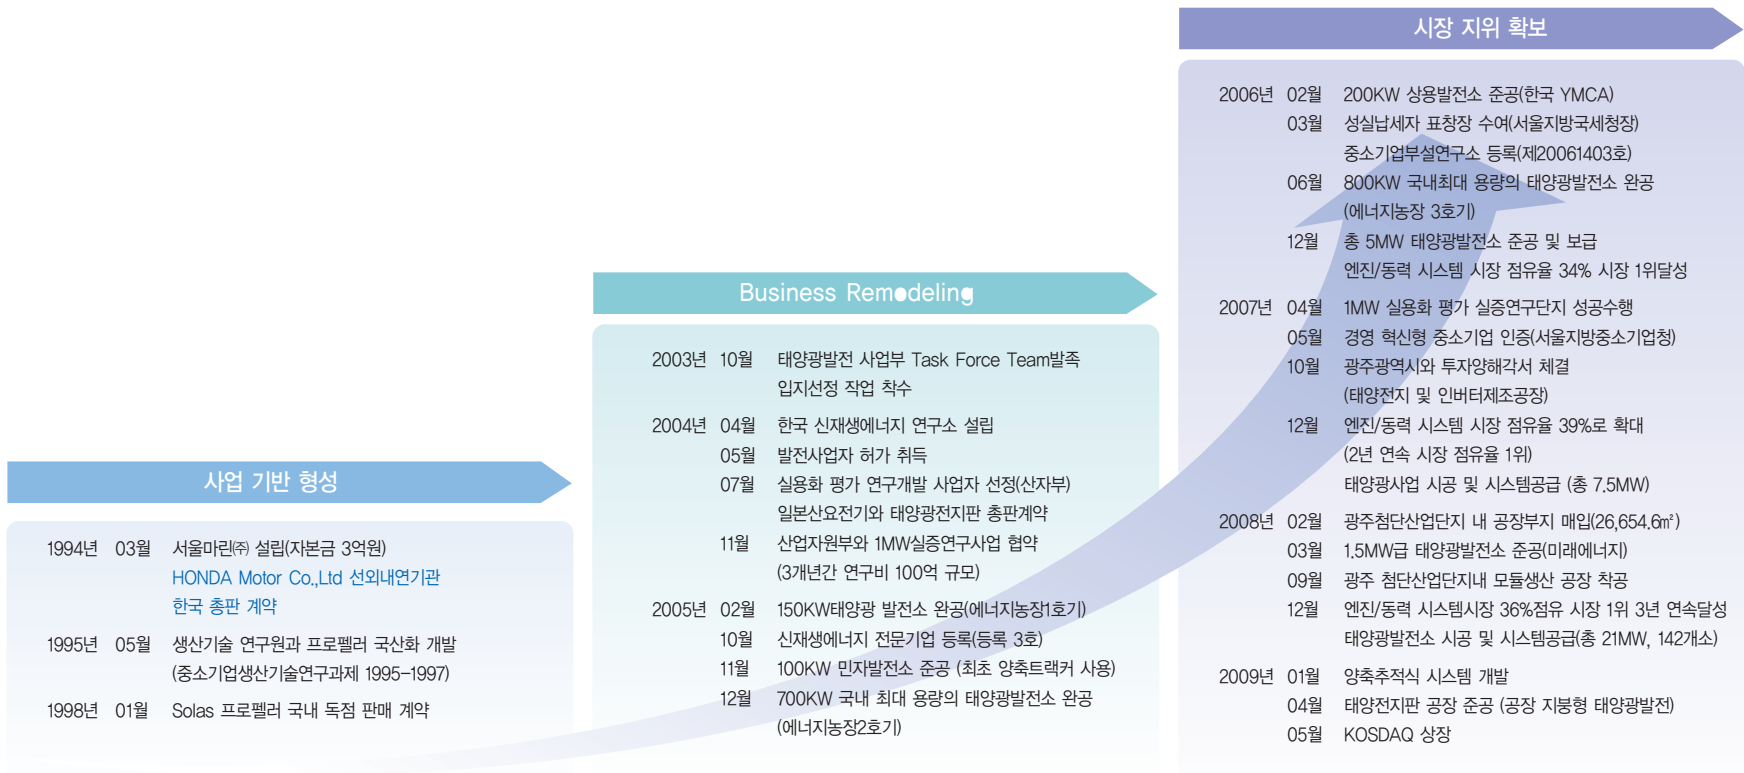 사업 기반 형성
1994년 03월 서울마린㈜ 설립(자본금 3억원)
HONDA Motor Co.,Ltd 선외내연기관
한국 총판 계약
1995년 05월 생산기술 연구원과 프로펠러 국산화 개발
(중소기업생산기술연구과제 1995-1997)
1998년 01월 Solas 프로펠러 국내 독점 판매 계약
Business Remodeling
2003년 10월 태양광발전 사업부 Task Force Team발족
입지선정 작업 착수
2004년 04월 한국 신재생에너지 연구소 설립
05월 발전사업자 허가 취득
07월 실용화 평가 연구개발 사업자 선정(산자부)
일본산요전기와 태양광전지판 총판계약
11월 산업자원부와 1MW실증연구사업 협약
(3개년간 연구비 100억 규모)
2005년 02월 150KW태양광 발전소 완공(에너지농장1호기)
10월 신재생에너지 전문기업 등록(등록 3호)
11월 100KW 민자발전소 준공 (최초 양축트랙커 사용)
12월 700KW 국내 최대 용량의 태양광발전소 완공
(에너지농장2호기)
시장 지위 확보
2006년 02월 200KW 상용발전소 준공(한국 YMCA)
03월 성실납세자 표창장 수여(서울지방국세청장)
중소기업부설연구소 등록(제20061403호)
06월 800KW 국내최대 용량의 태양광발전소 완공
(에너지농장 3호기)
12월 총 5MW 태양광발전소 준공 및 보급
엔진/동력 시스템 시장 점유율 34% 시장 1위달성
2007년 04월 1MW 실용화 평가 실증연구단지 성공수행
05월 경영 혁신형 중소기업 인증(서울지방중소기업청)
10월 광주광역시와 투자양해각서 체결
(태양전지 및 인버터제조공장)
12월 엔진/동력 시스템 시장 점유율 39%로 확대
(2년 연속 시장 점유율 1위)
태양광사업 시공 및 시스템공급 (총 7.5MW)
2008년 02월 광주첨단산업단지 내 공장부지 매입(26,654.6㎡)
03월 1.5MW급 태양광발전소 준공(미래에너지)
09월 광주 첨단산업단지내 모듈생산 공장 착공
12월 엔진/동력 시스템시장 36%점유 시장 1위 3년 연속달성
태양광발전소 시공 및 시스템공급(총 21MW, 142개소)
2009년 01월 양축추적식 시스템 개발
04월 태양전지판 공장 준공 (공장 지붕형 태양광발전)
05월 KOSDAQ 상장